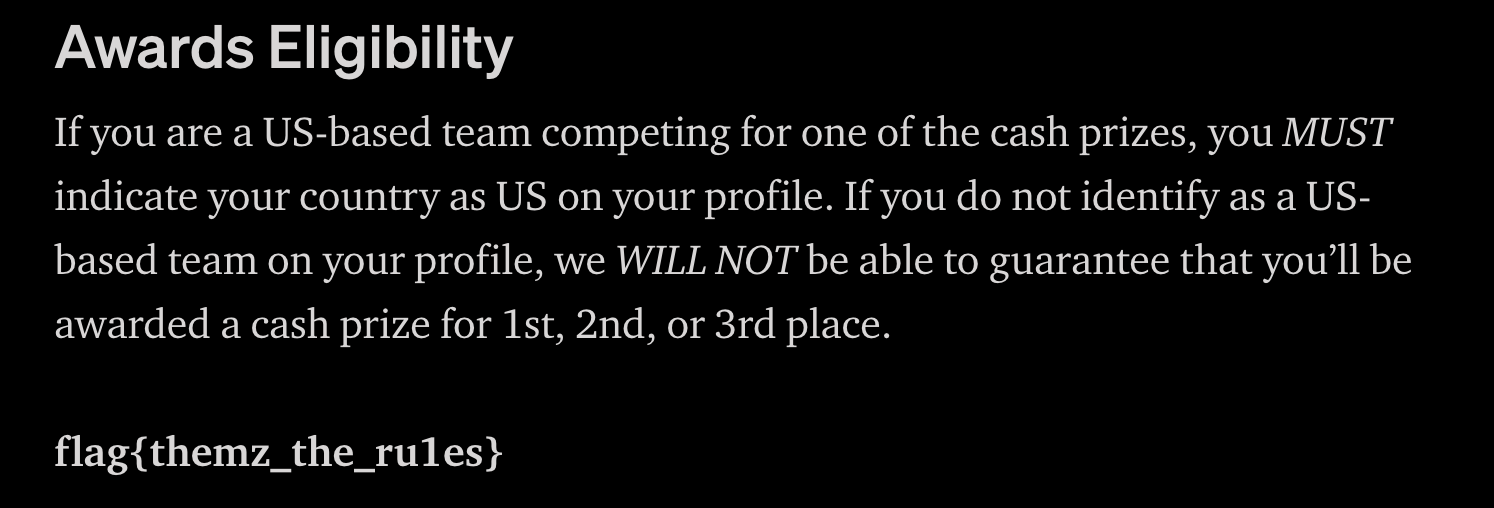 Awards Eligibility
If you are a US-based team competing for one of the cash prizes, you MUST
indicate your country as US on your profile. If you do not identify as a US-
based team on your profile, we WILL NOT be able to guarantee that you’ll be
awarded a cash prize for 1st, 2nd, or 3rd place.
flag{themz_the_ru1es}